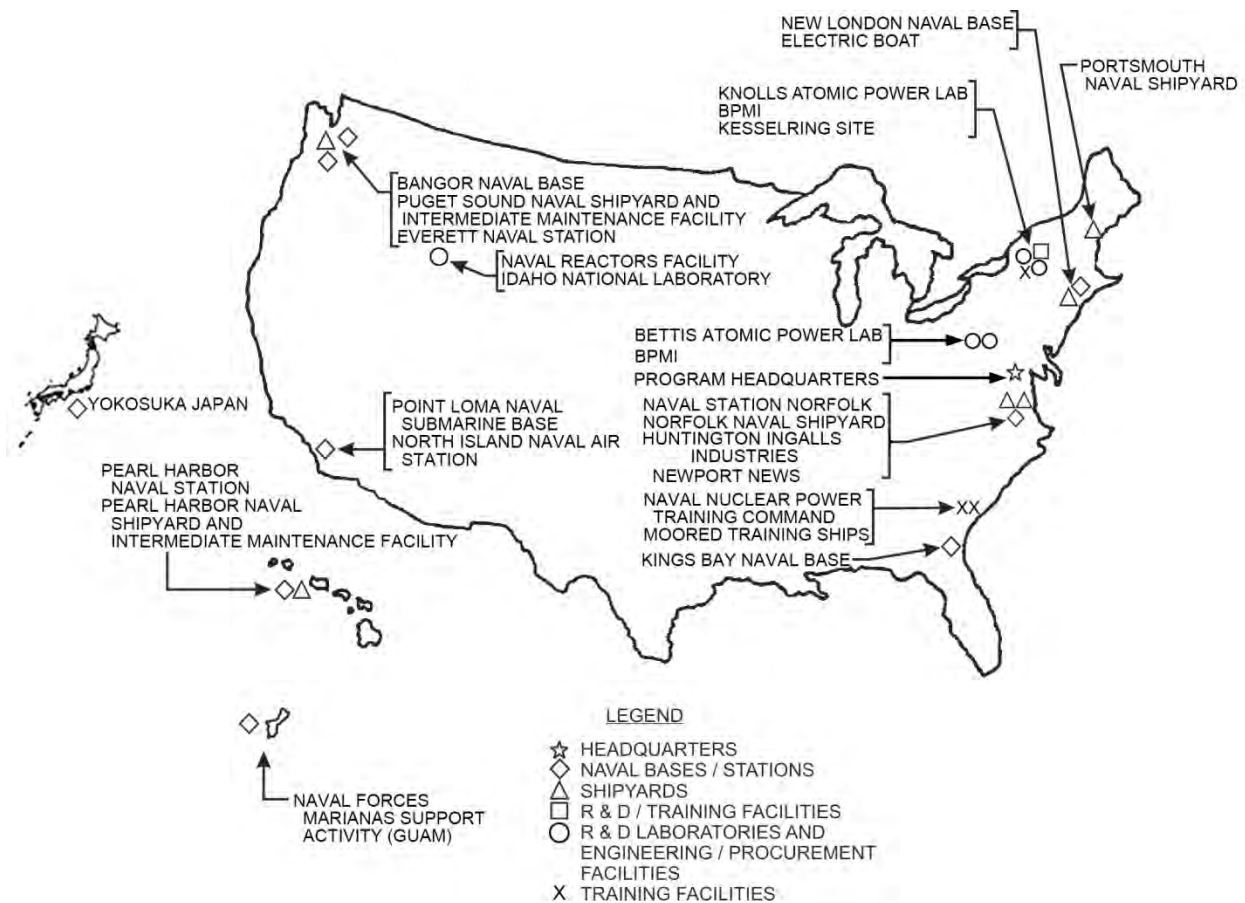 NEW LONDON NAVAL BASE
ELECTRIC BOAT
PORTSMOUTH
NAVAL SHIPYARD
KNOLLS ATOMIC POWER LAB
BPMI
KESSELRING SITE
BANGOR NAVAL BASE
PUGET SOUND NAVAL SHIPYARD AND
INTERMEDIATE MAINTENANCE FACILITY
EVERETT NAVAL STATION
NAVAL REACTORS FACILITY
IDAHO NATIONAL LABORATORY
X
BETTIS ATOMIC POWER LAB
BPMI
PROGRAM HEADQUARTERS
YOKOSUKA JAPAN
POINT LOMA NAVAL
SUBMARINE BASE
NORTH ISLAND NAVAL AIR
STATION
NAVAL STATION NORFOLK
NORFOLK NAVAL SHIPYARD
HUNTINGTON INGALLS
INDUSTRIES
NEWPORT NEWS
PEARL HARBOR
NAVAL STATION
PEARL HARBOR NAVAL
SHIPYARD AND
INTERMEDIATE MAINTENANCE FACILITY
NAVAL NUCLEAR POWER
TRAINING COMMAND
MOORED TRAINING SHIPS
XX
KINGS BAY NAVAL BASE
NAVAL FORCES
MARIANAS SUPPORT
ACTIVITY (GUAM)
LEGEND
HEADQUARTERS
NAVAL BASES / STATIONS
SHIPYARDS
R & D / TRAINING FACILITIES
R & D LABORATORIES AND
ENGINEERING / PROCUREMENT
FACILITIES
X TRAINING FACILITIES